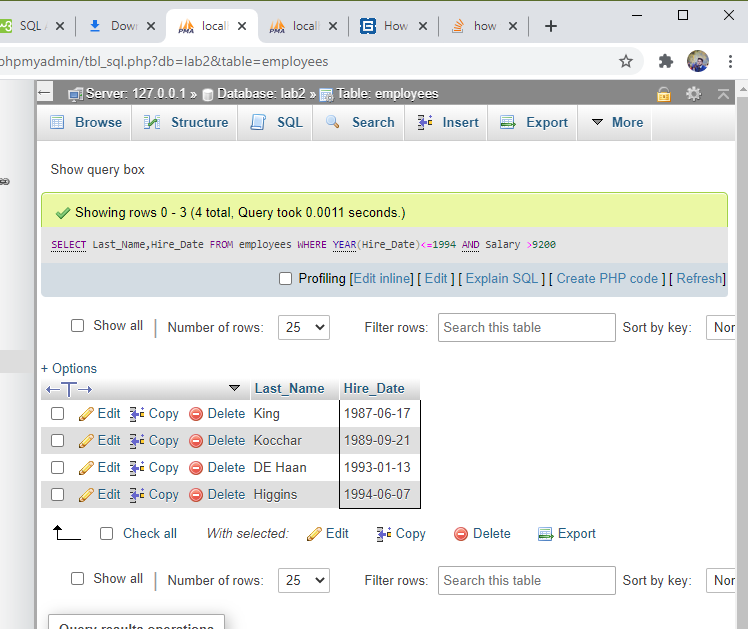 SQL
Down
locall
locall
How
how
phpmyadmin/tbl_sql.php?db=lab2&table=employees
Server: 127.0.0.1 » Database: lab2 » Table: employees
Browse Structure SQL Search Insert Export More
Show query box
Showing rows 0 - 3 (4 total, Query took 0.0011 seconds.)
SELECT Last_Name,Hire_Date FROM employees WHERE YEAR(Hire_Date)<=1994 AND Salary >9200
Profiling [Edit inline] [ Edit ] [ Explain SQL ] [ Create PHP code ] [ Refresh]
Show all | Number of rows: 25 Filter rows: Search this table Sort by key: Non
+ Options
←T→ Last_Name Hire_Date
Edit Copy Delete King 1987-06-17
Edit Copy Delete Kocchar 1989-09-21
Edit Copy Delete DE Haan 1993-01-13
Edit Copy Delete Higgins 1994-06-07
Check all With selected: Edit Copy Delete Export
Show all | Number of rows: 25 Filter rows: Search this table Sort by key: Non
Query results operations